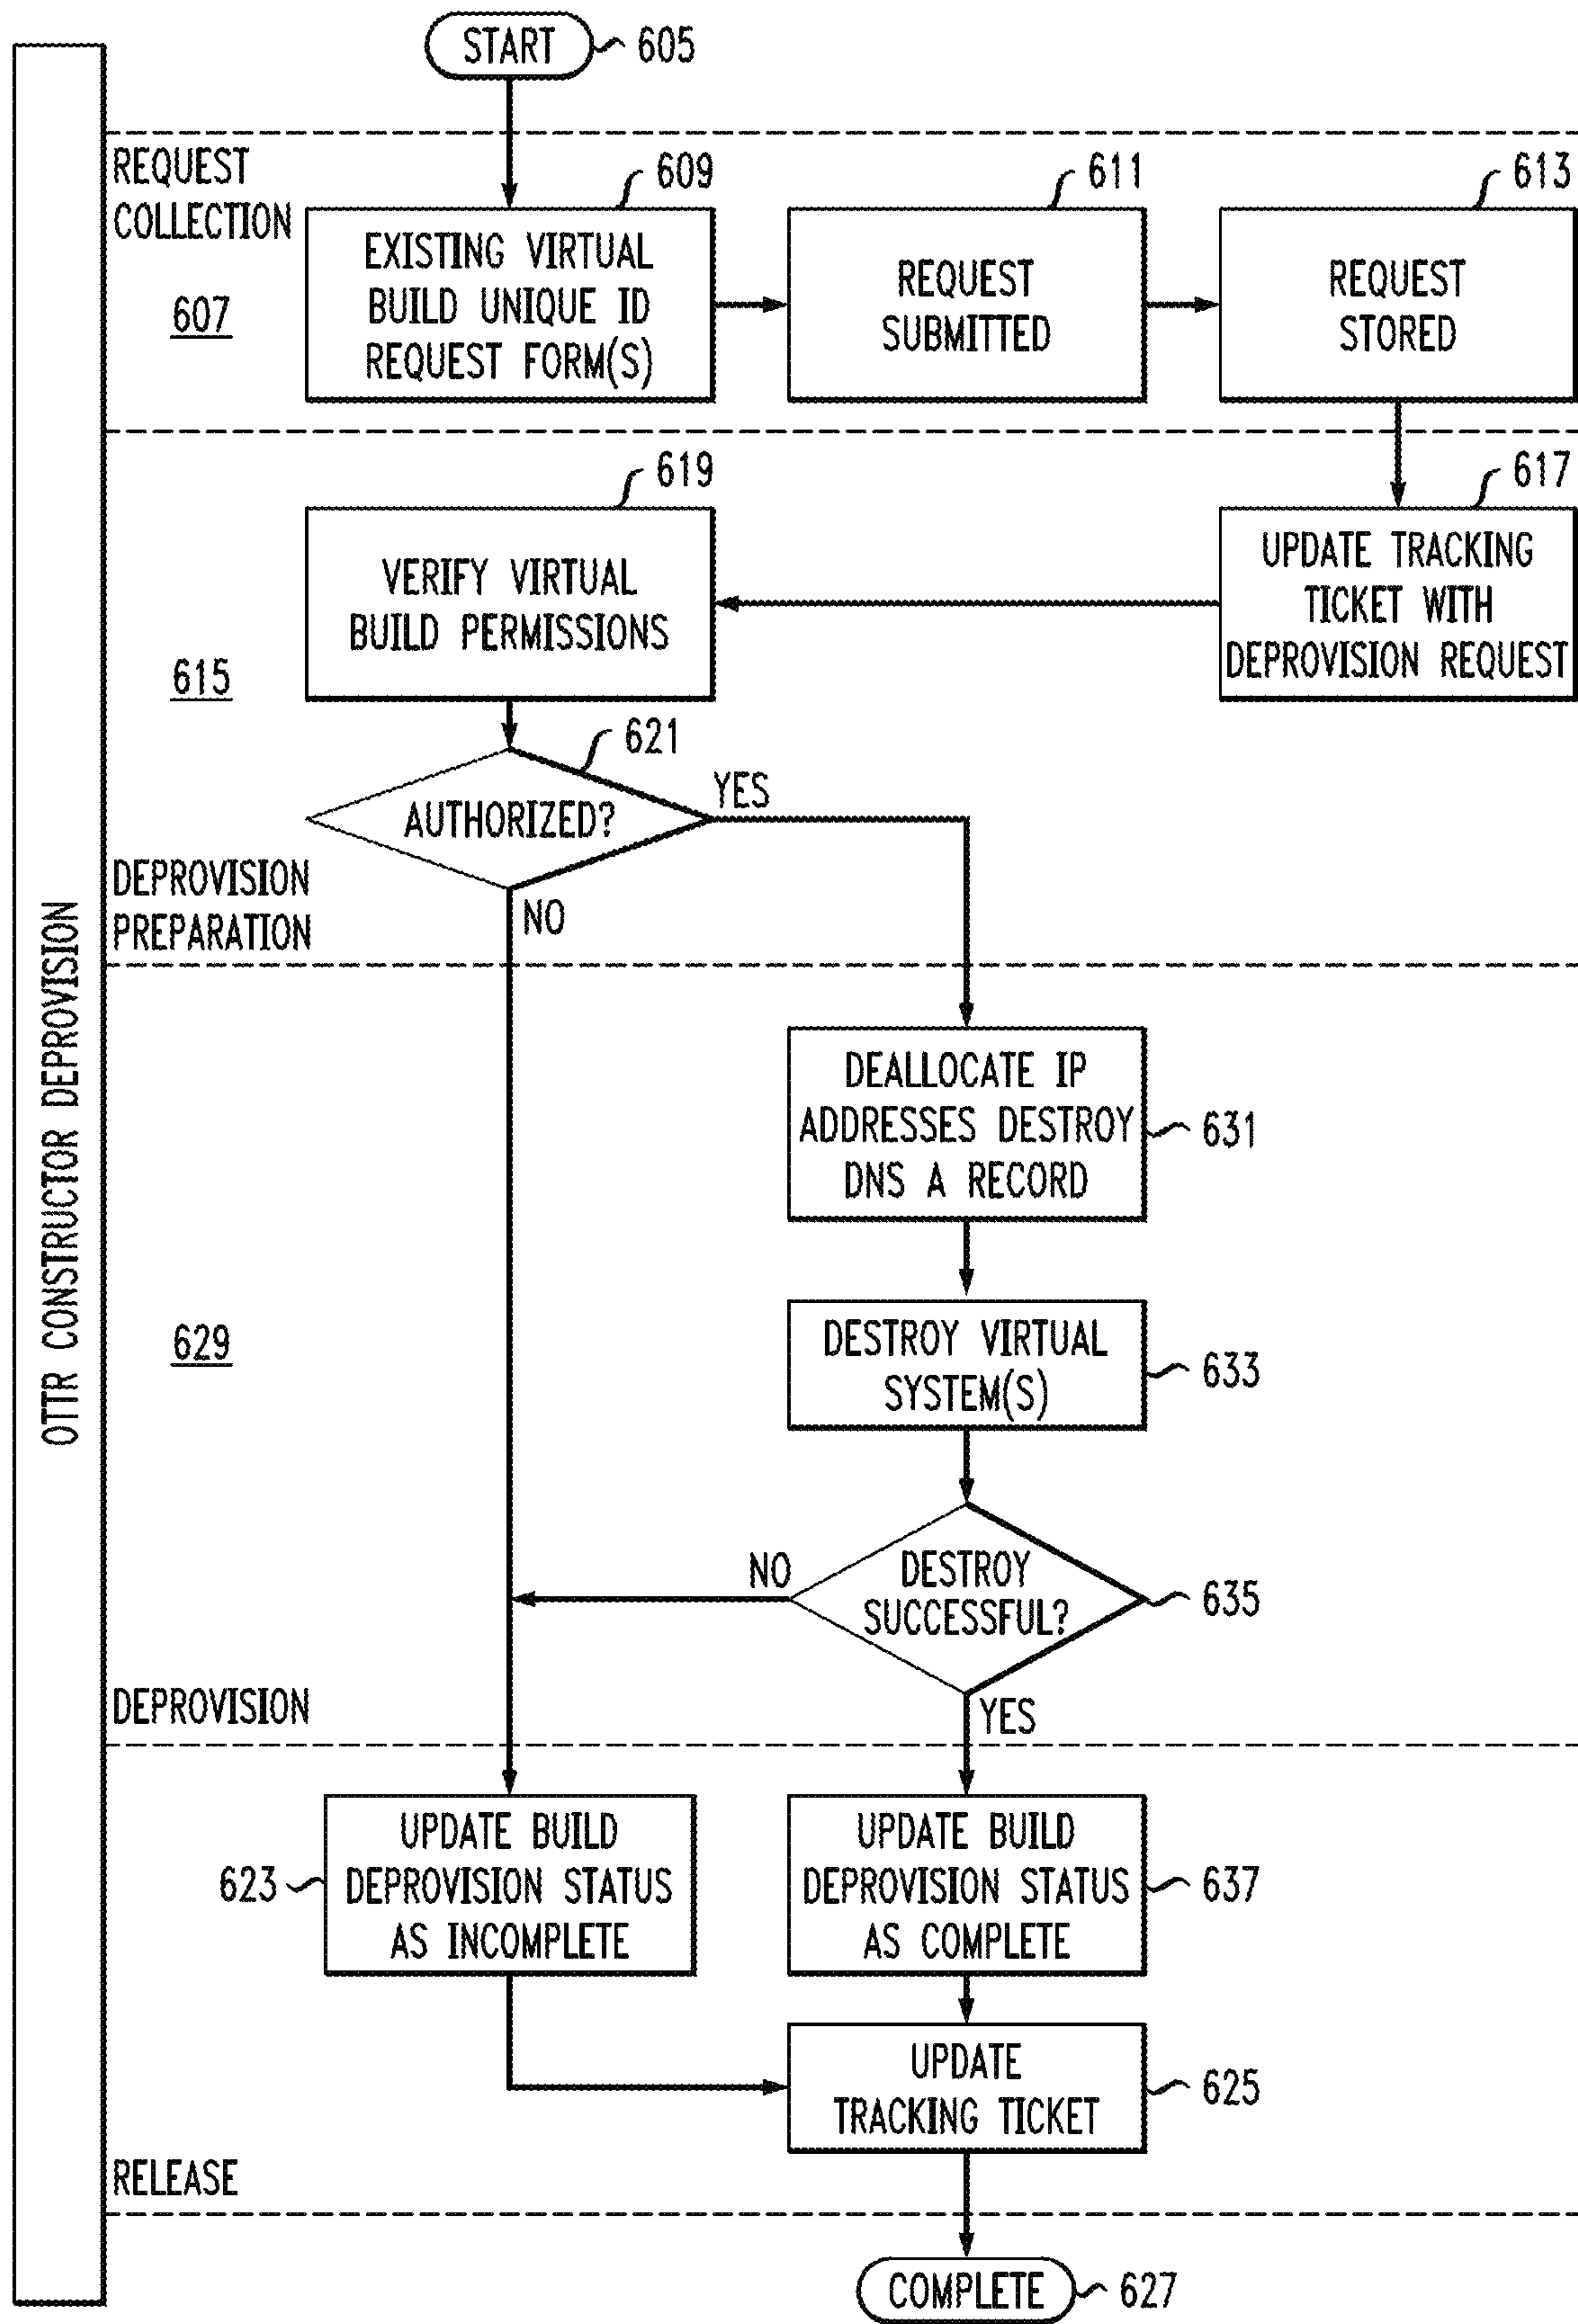 START
605
REQUEST
COLLECTION
607
609
EXISTING VIRTUAL
BUILD UNIQUE ID
REQUEST FORM(S)
611
REQUEST
SUBMITTED
613
REQUEST
STORED
617
UPDATE TRACKING
TICKET WITH
DEPROVISION REQUEST
619
VERIFY VIRTUAL
BUILD PERMISSIONS
615
621
AUTHORIZED?
YES
NO
DEPROVISION
PREPARATION
OTTR CONSTRUCTOR DEPROVISION
DEALLOCATE IP
ADDRESSES DESTROY
DNS A RECORD
631
629
DESTROY VIRTUAL
SYSTEM(S)
633
DESTROY
SUCCESSFUL?
635
NO
YES
DEPROVISION
UPDATE BUILD
DEPROVISION STATUS
AS INCOMPLETE
623
UPDATE BUILD
DEPROVISION STATUS
AS COMPLETE
637
UPDATE
TRACKING TICKET
625
RELEASE
COMPLETE
627